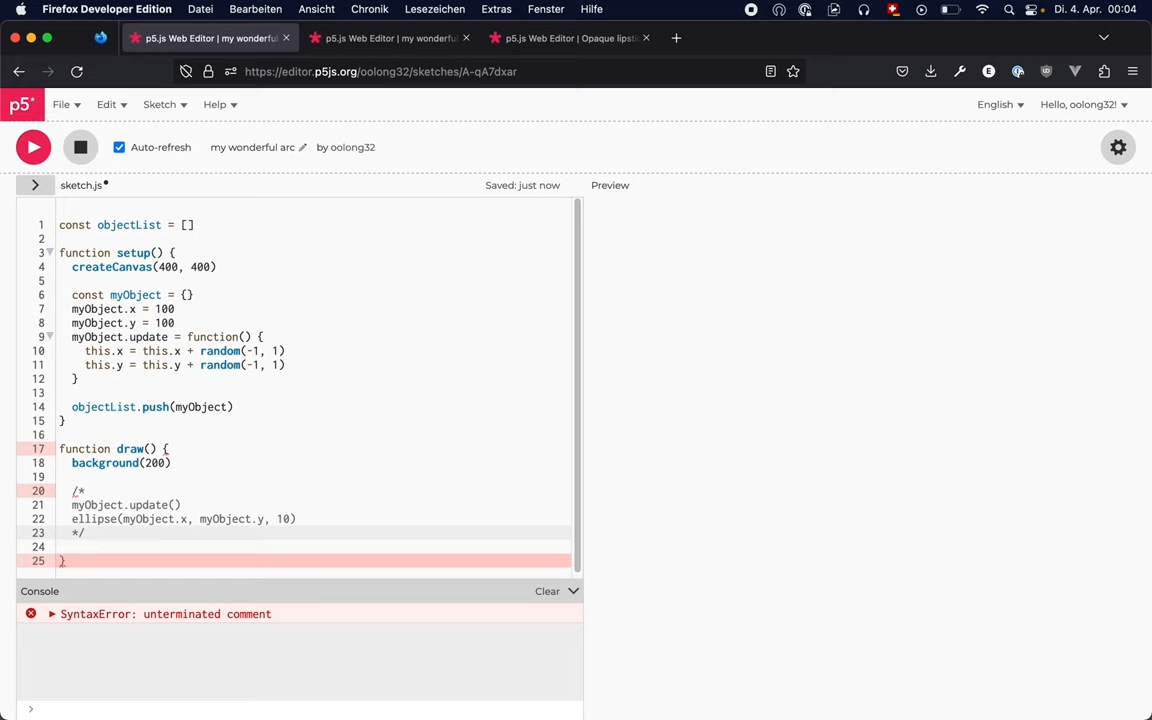 Firefox Developer Edition Datei Bearbeiten Ansicht Chronik Lesezeichen Extras Fenster Hilfe Di. 4. Apr. 00:04
p5.js Web Editor | my wonderful p5.js Web Editor | my wonderful p5.js Web Editor | Opaque lipsti
https://editor.p5js.org/oolong32/sketches/A-qA7dxar
p5* File Edit Sketch Help English Hello, oolong32!
Auto-refresh my wonderful arc by oolong32
sketch.js Saved: just now Preview
1 const objectList = []
2
3 function setup() {
4 createCanvas(400, 400)
5
6 const myObject = {}
7 myObject.x = 100
8 myObject.y = 100
9 myObject.update = function() {
10 this.x = this.x + random(-1, 1)
11 this.y = this.y + random(-1, 1)
12 }
13
14 objectList.push(myObject)
15 }
16
17 function draw() {
18 background(200)
19
20 /*
21 myObject.update()
22 ellipse(myObject.x, myObject.y, 10)
23 */
24
25 }
Console Clear
SyntaxError: unterminated comment